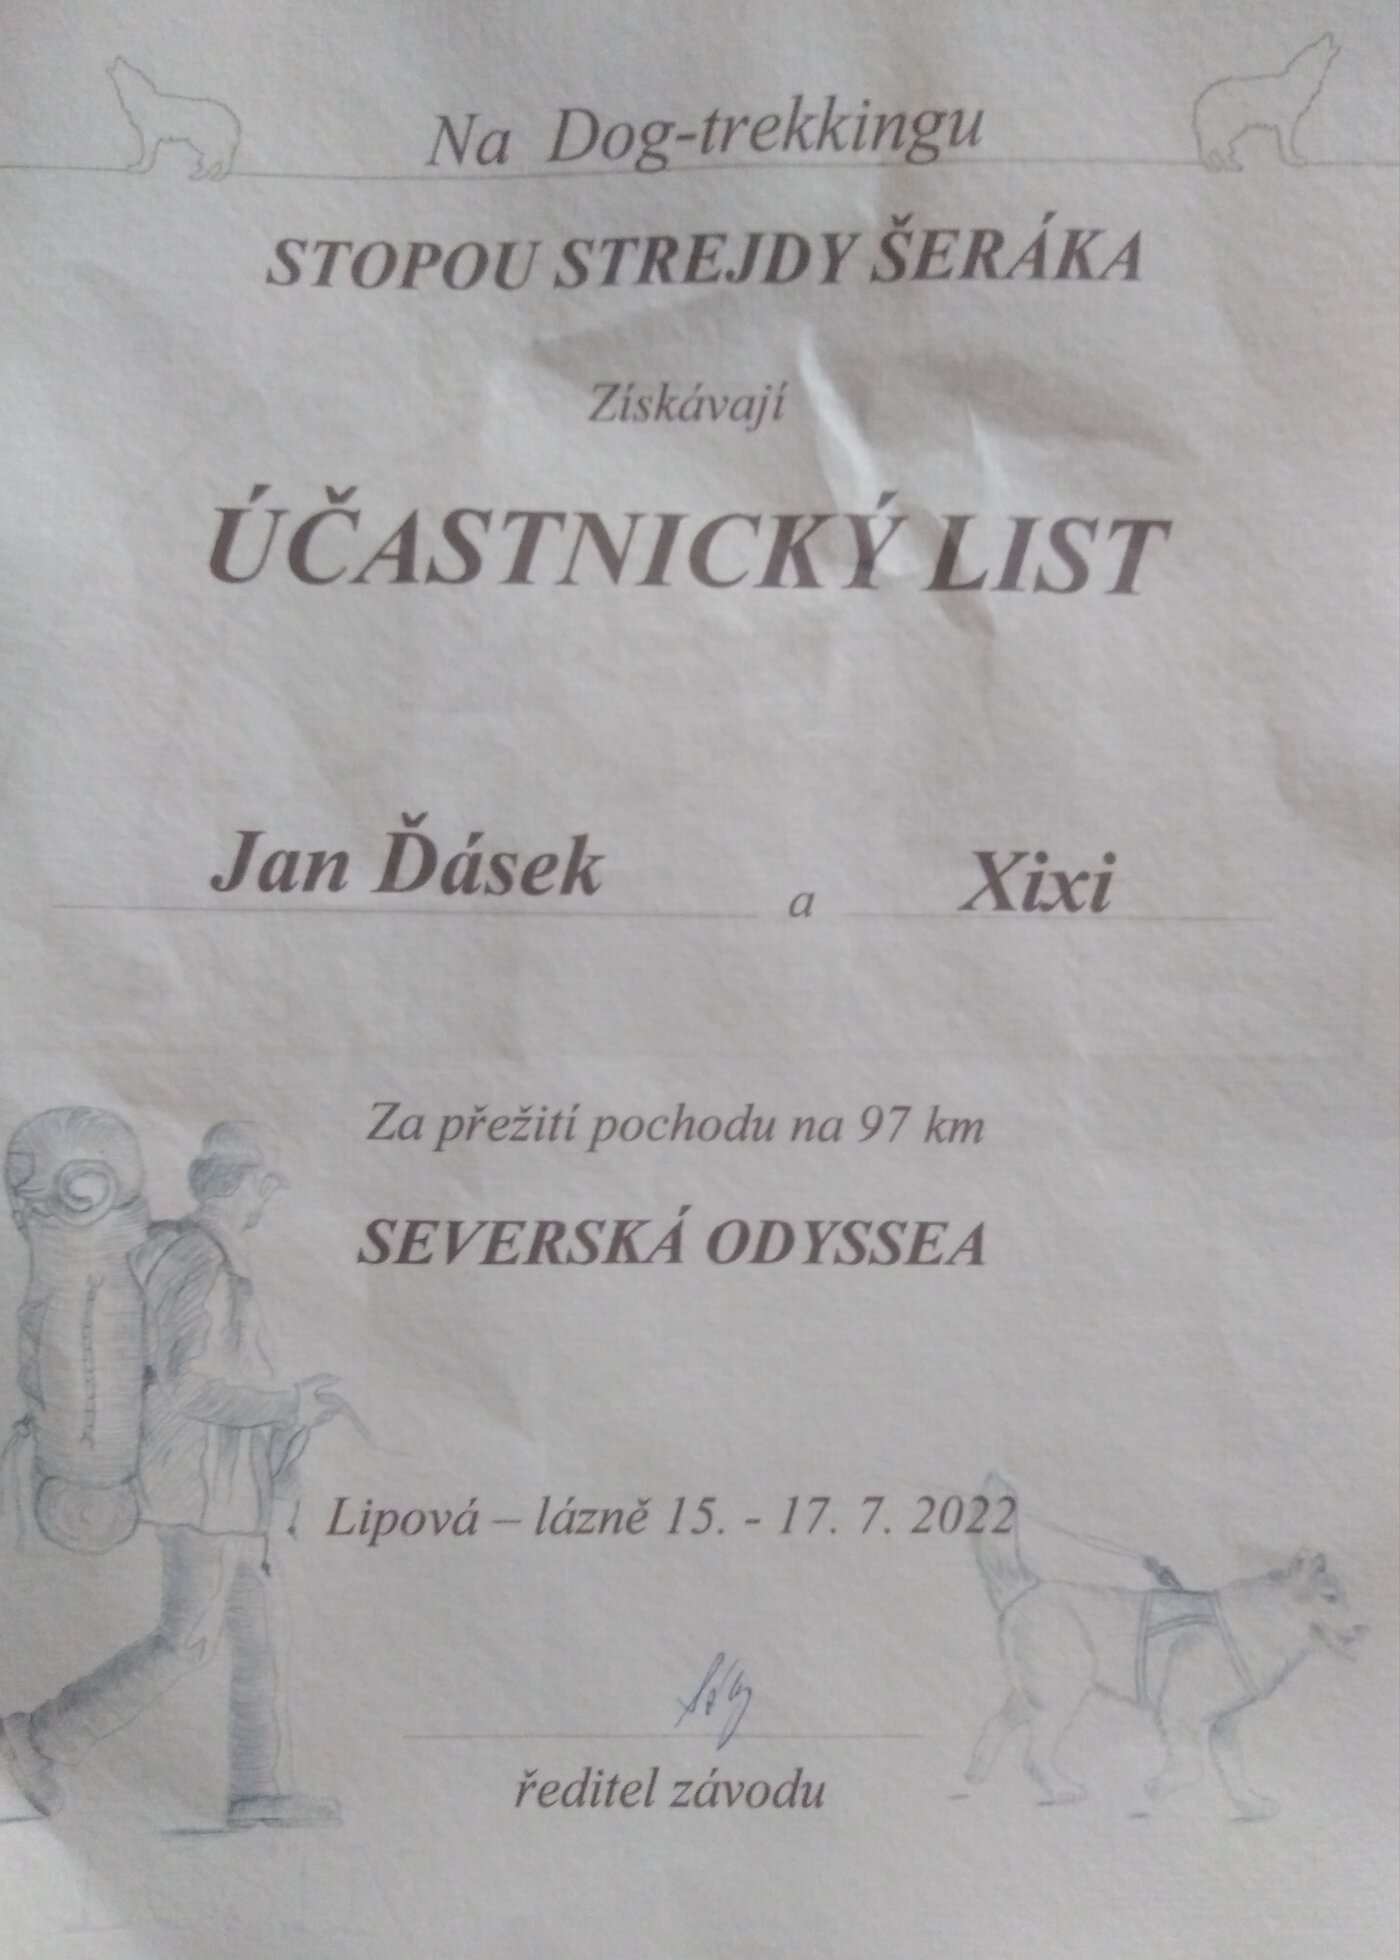 Na Dog-trekkingu
STOPOU STREJDY ŠERÁKA
Získávají
ÚČASTNICKÝ LIST
Jan Ďásek a Xixi
Za přežití pochodu na 97 km
SEVERSKÁ ODYSSEA
Lipová – lázně 15. - 17. 7. 2022
ředitel závodu